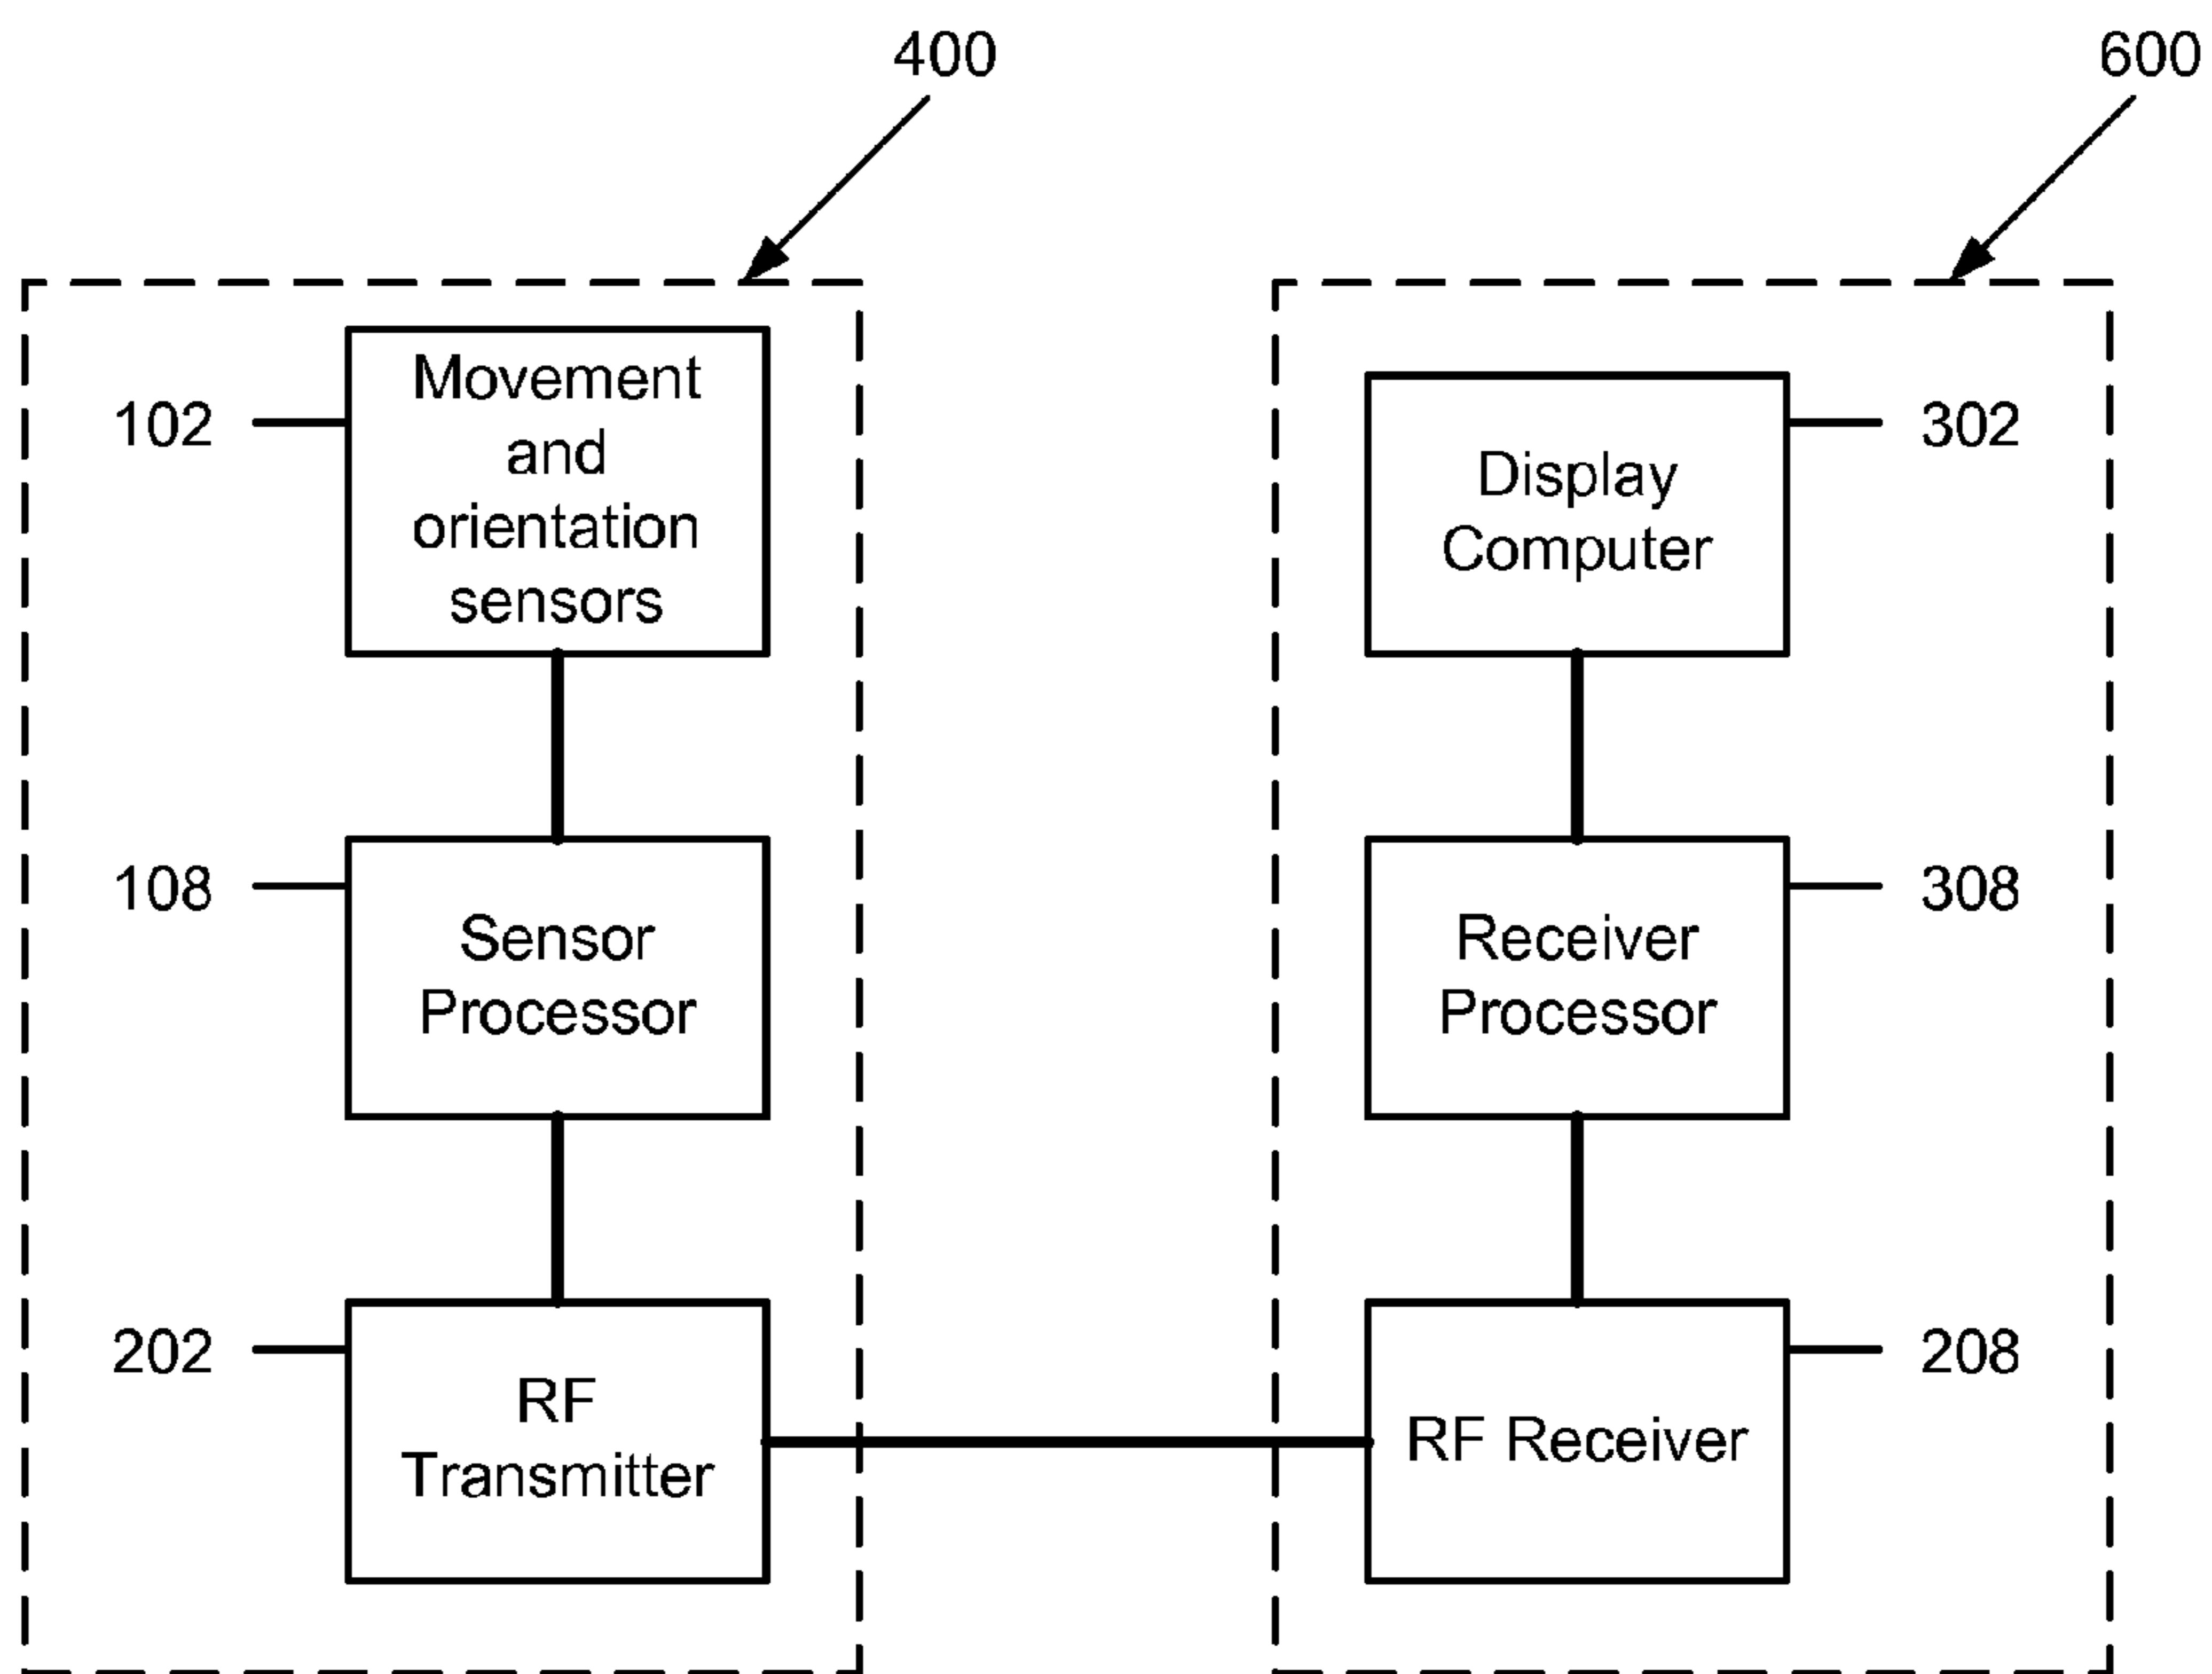 400
600
102
Movement
and
orientation
sensors
Display
Computer
302
108
Sensor
Processor
Receiver
Processor
308
202
RF
Transmitter
RF Receiver
208